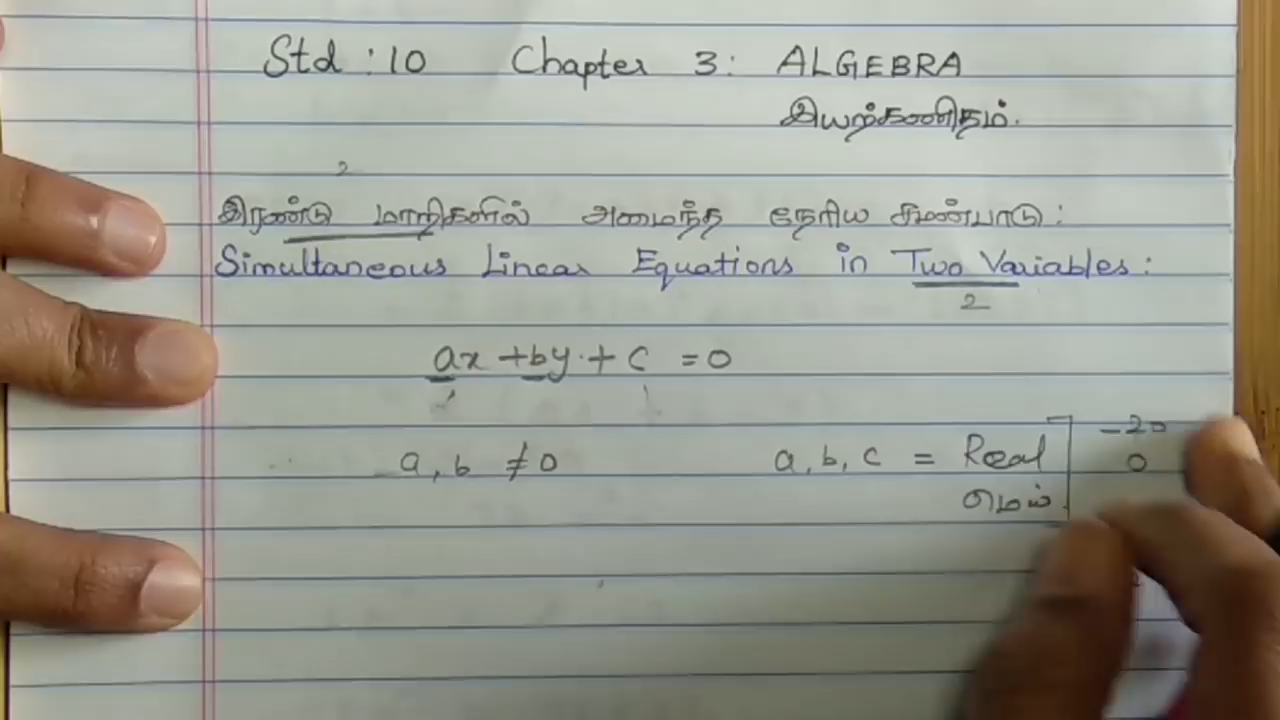 Std : 10 Chapter 3 : ALGEBRA
இயற்கணிதம்.
2
இரண்டு மாறிகளில் அமைந்த நேரிய சமன்பாடு :
Simultaneous Linear Equations in Two Variables :
2
ax + by + c = 0
a, b ≠ 0 a, b, c = Real -20
0
மெய்